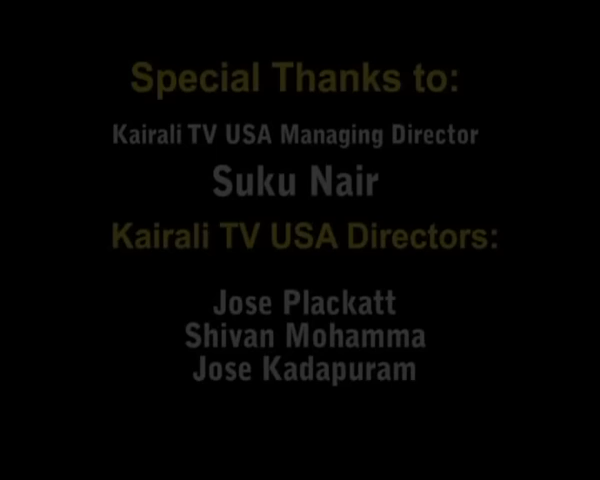 Special Thanks to:
Kairali TV USA Managing Director
Suku Nair
Kairali TV USA Directors:
Jose Plackatt
Shivan Mohamma
Jose Kadapuram